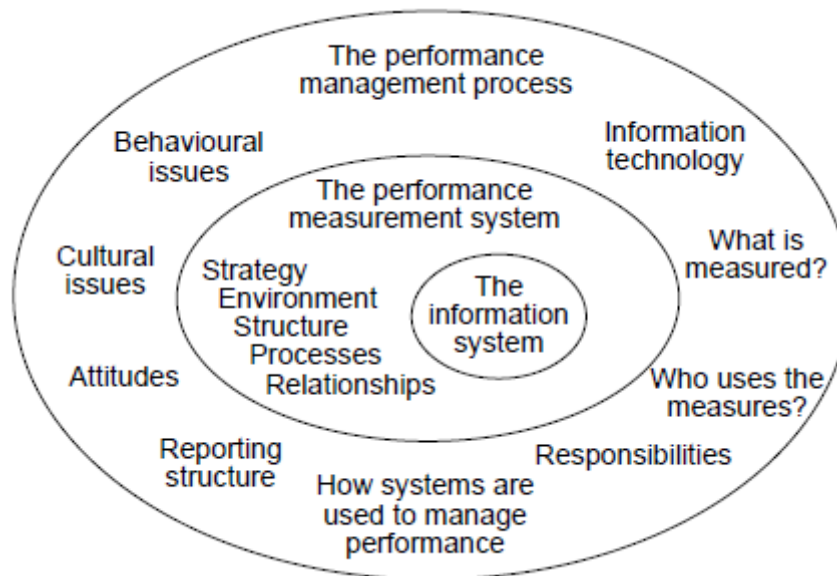 The performance
management process
Behavioural
issues
Information
technology
The performance
measurement system
Cultural
issues
What is
measured?
Strategy
Environment
Structure
Processes
Relationships
The
information
system
Attitudes
Who uses the
measures?
Reporting
structure
Responsibilities
How systems are
used to manage
performance